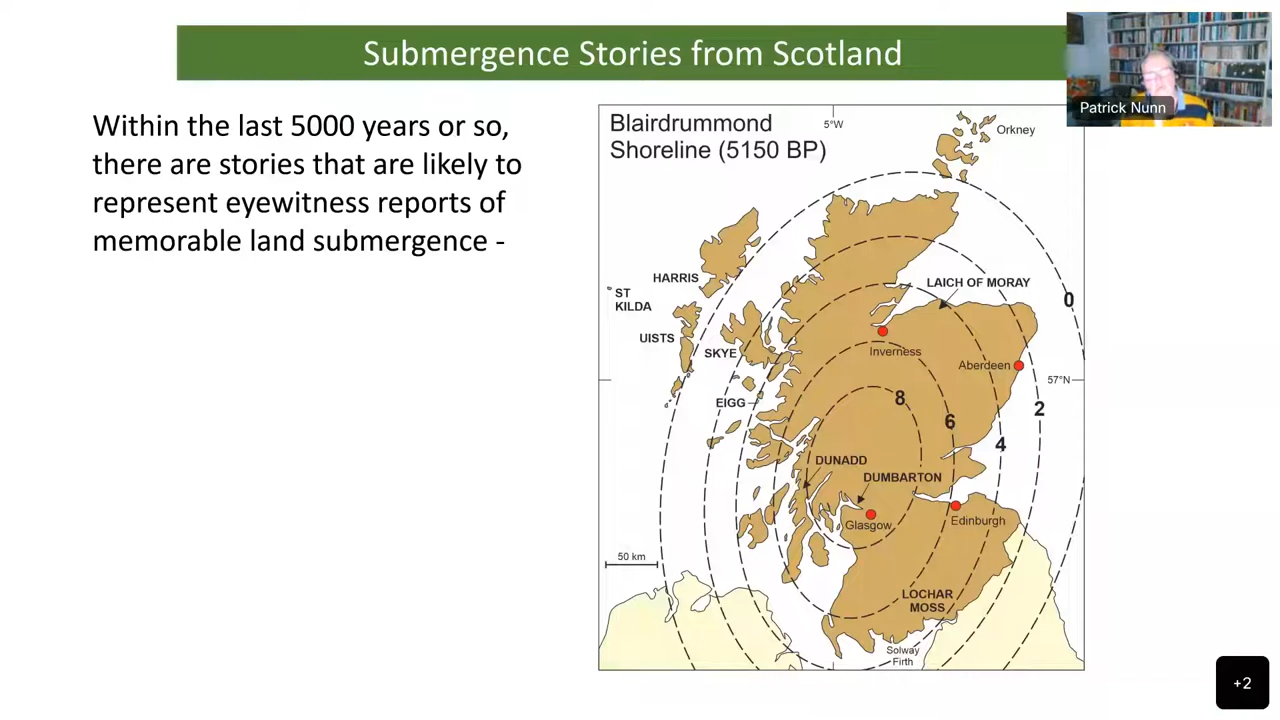 Submergence Stories from Scotland
Patrick Nunn
Within the last 5000 years or so,
there are stories that are likely to
represent eyewitness reports of
memorable land submergence -
Blairdrummond
Shoreline (5150 BP)
5°W
Orkney
HARRIS
ST
KILDA
UISTS
SKYE
EIGG
LAICH OF MORAY
0
Inverness
Aberdeen
57°N
8
6
2
4
DUNADD
DUMBARTON
Glasgow
Edinburgh
50 km
LOCHAR
MOSS
Solway
Firth
+2